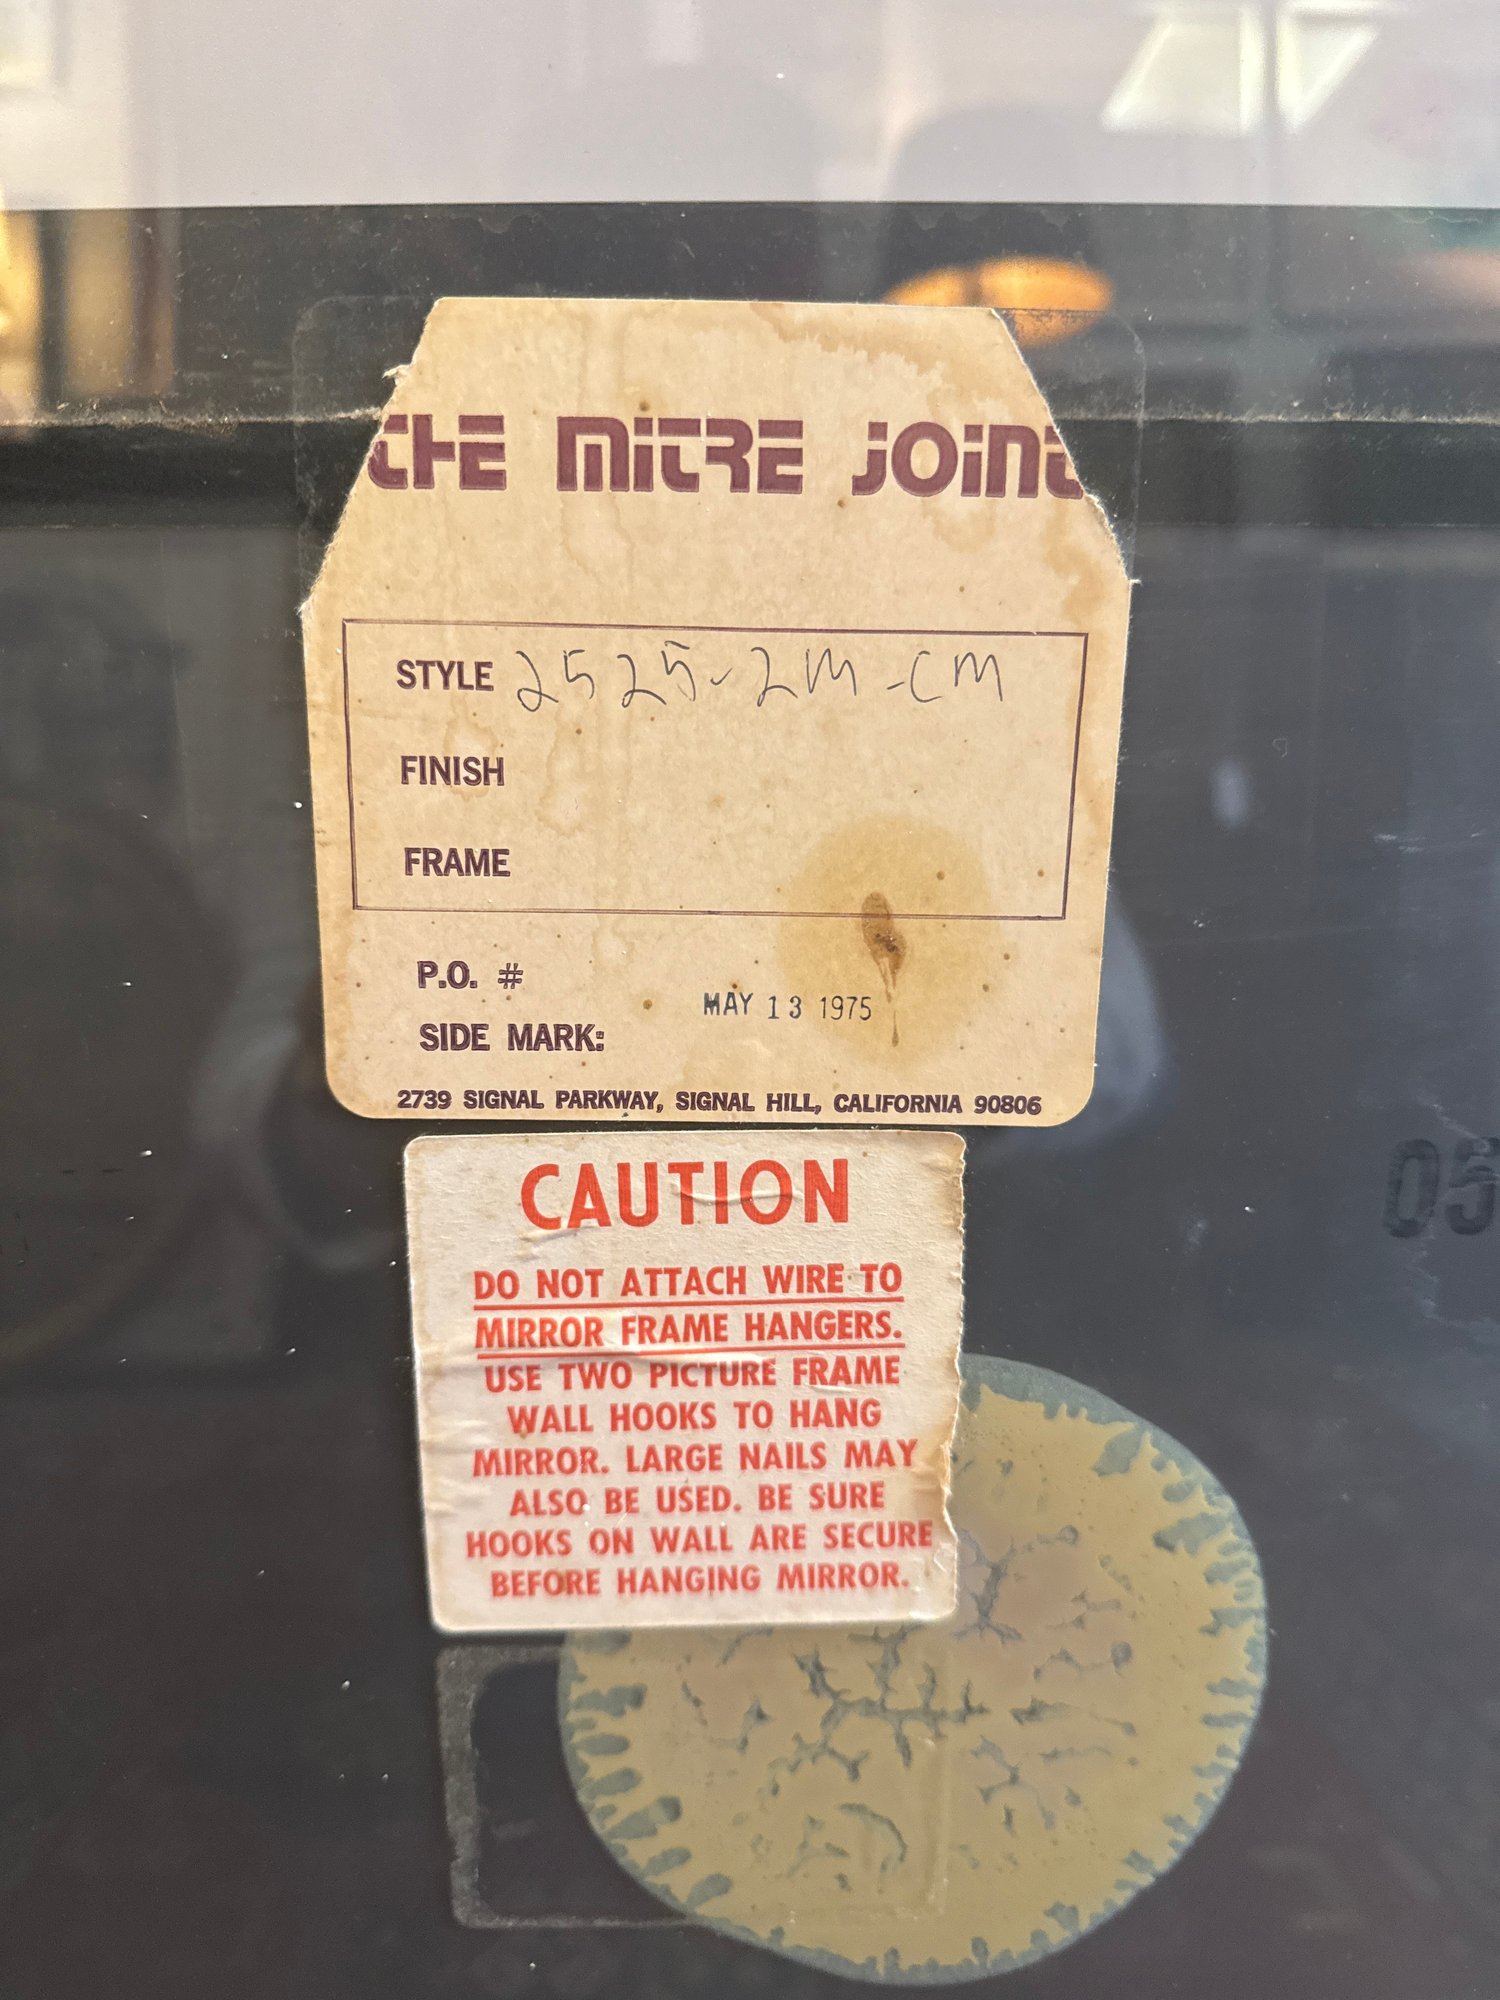 THE MITRE JOINT
STYLE 2525-2M-CM
FINISH
FRAME
P.O. #
MAY 13 1975
SIDE MARK:
2739 SIGNAL PARKWAY, SIGNAL HILL, CALIFORNIA 90806
CAUTION
DO NOT ATTACH WIRE TO
MIRROR FRAME HANGERS.
USE TWO PICTURE FRAME
WALL HOOKS TO HANG
MIRROR. LARGE NAILS MAY
ALSO BE USED. BE SURE
HOOKS ON WALL ARE SECURE
BEFORE HANGING MIRROR.
05